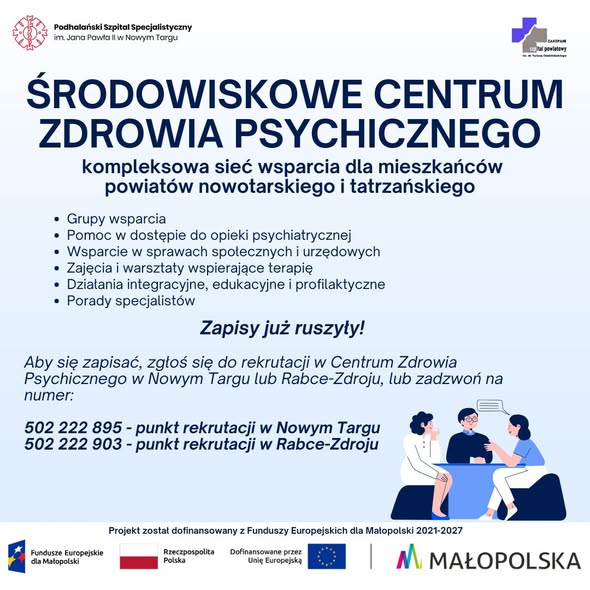 Podhalański Szpital Specjalistyczny
im. Jana Pawła II w Nowym Targu
ZAKOPANE
szpital powiatowy
ŚRODOWISKOWE CENTRUM
ZDROWIA PSYCHICZNEGO
kompleksowa sieć wsparcia dla mieszkańców
powiatów nowotarskiego i tatrzańskiego
• Grupy wsparcia
• Pomoc w dostępie do opieki psychiatrycznej
• Wsparcie w sprawach społecznych i urzędowych
• Zajęcia i warsztaty wspierające terapię
• Działania integracyjne, edukacyjne i profilaktyczne
• Porady specjalistów
Zapisy już ruszyły!
Aby się zapisać, zgłoś się do rekrutacji w Centrum Zdrowia
Psychicznego w Nowym Targu lub Rabce-Zdroju, lub zadzwoń na
numer:
502 222 895 - punkt rekrutacji w Nowym Targu
502 222 903 - punkt rekrutacji w Rabce-Zdroju
Projekt został dofinansowany z Funduszy Europejskich dla Małopolski 2021-2027
Fundusze Europejskie
dla Małopolski
Rzeczpospolita
Polska
Dofinansowane przez
Unię Europejską
MAŁOPOLSKA